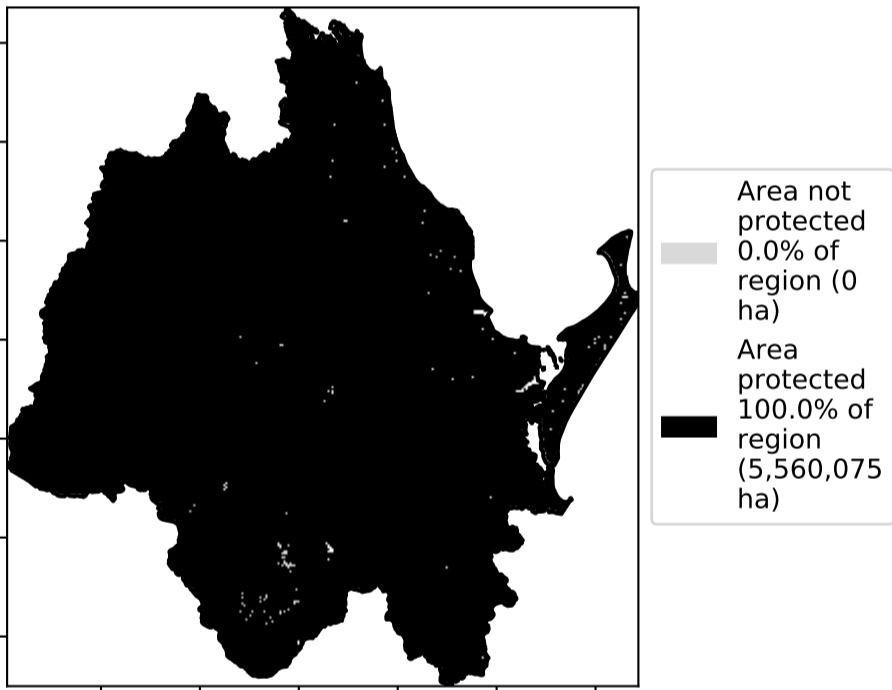 Area not
protected
0.0% of
region (0
ha)
Area
protected
100.0% of
region
(5,560,075
ha)